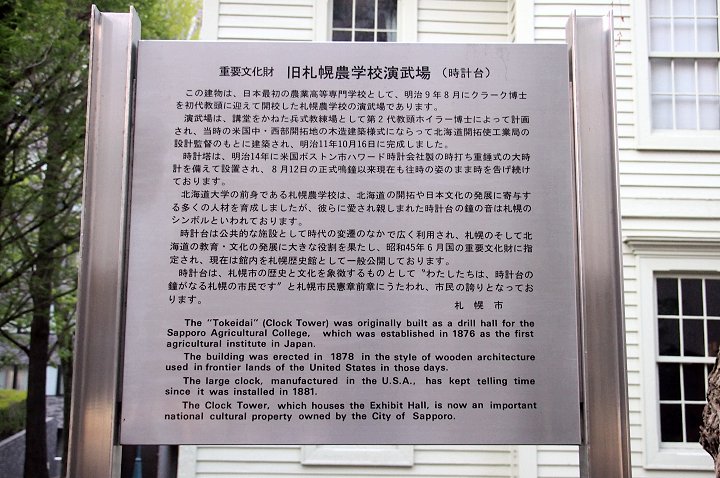 重要文化財 旧札幌農学校演武場（時計台）
この建物は、日本最初の農業高等専門学校として、明治9年8月にクラーク博士
を初代教頭に迎えて開校した札幌農学校の演武場であります。
演武場は、講堂をかねた兵式教練場として第2代教頭ホイラー博士によって計画
され、当時の米国中・西部開拓地の木造建築様式にならって北海道開拓使工業局の
設計監督のもとに建築され、明治11年10月16日に完成しました。
時計塔は、明治14年に米国ボストン市ハワード時計会社製の時打ち重錘式の大時
計を備えて設置され、8月12日の正式鳴鐘以来現在も往時の姿のまま時を告げ続け
ております。
北海道大学の前身である札幌農学校は、北海道の開拓や日本文化の発展に寄与す
る多くの人材を育成しましたが、彼らに愛され親しまれた時計台の鐘の音は札幌の
シンボルといわれております。
時計台は公共的な施設として時代の変遷のなかで広く利用され、札幌のそして北
海道の教育・文化の発展に大きな役割を果たし、昭和45年6月国の重要文化財に指
定され、現在は館内を札幌歴史館として一般公開しております。
時計台は、札幌市の歴史と文化を象徴するものとして“わたしたちは、時計台の
鐘がなる札幌の市民です”と札幌市民憲章前章にうたわれ、市民の誇りとなってお
ります。
札幌市
The "Tokeidai" (Clock Tower) was originally built as a drill hall for the
Sapporo Agricultural College, which was established in 1876 as the first
agricultural institute in Japan.
The building was erected in 1878 in the style of wooden architecture
used in frontier lands of the United States in those days.
The large clock, manufactured in the U.S.A., has kept telling time
since it was installed in 1881.
The Clock Tower, which houses the Exhibit Hall, is now an important
national cultural property owned by the City of Sapporo.